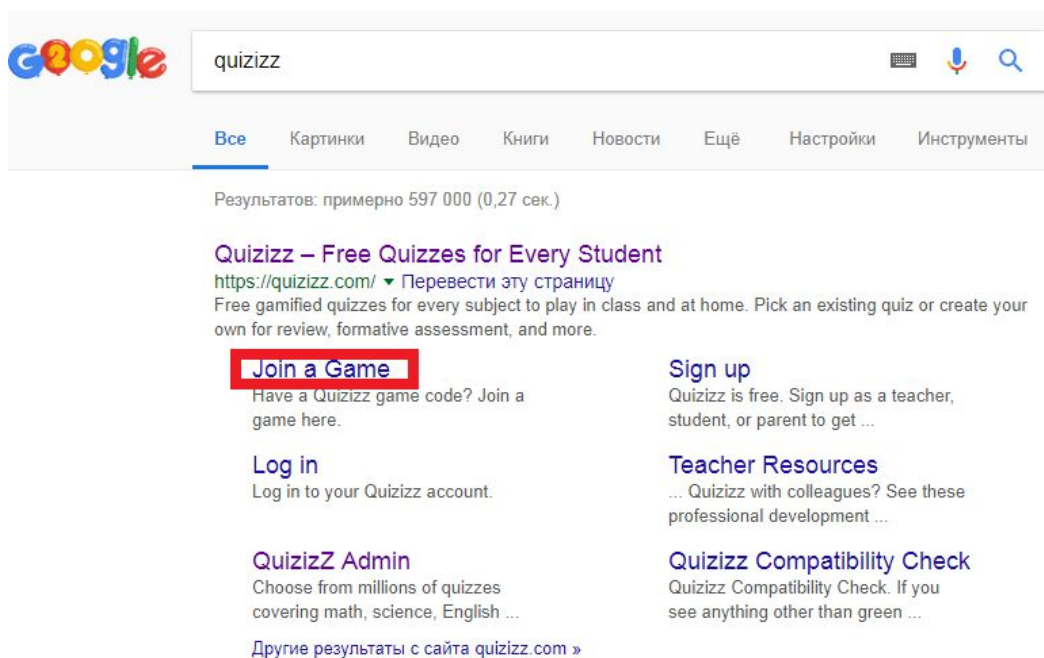 G20gle
quizizz
Все Картинки Видео Книги Новости Ещё Настройки Инструменты
Результатов: примерно 597 000 (0,27 сек.)
Quizizz – Free Quizzes for Every Student
https://quizizz.com/ ▾ Перевести эту страницу
Free gamified quizzes for every subject to play in class and at home. Pick an existing quiz or create your
own for review, formative assessment, and more.
Join a Game
Have a Quizizz game code? Join a
game here.
Sign up
Quizizz is free. Sign up as a teacher,
student, or parent to get ...
Log in
Log in to your Quizizz account.
Teacher Resources
... Quizizz with colleagues? See these
professional development ...
QuizizZ Admin
Choose from millions of quizzes
covering math, science, English ...
Quizizz Compatibility Check
Quizizz Compatibility Check. If you
see anything other than green ...
Другие результаты с сайта quizizz.com »